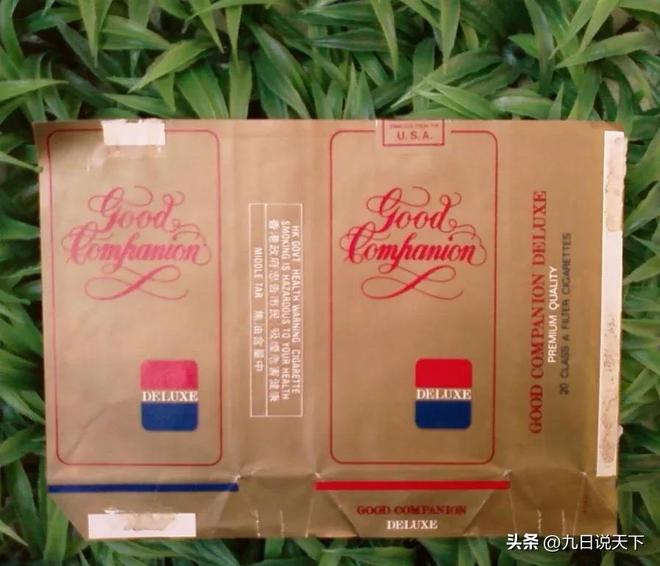 U.S.A.
Good
Companion
DELUXE
HK GOVT HEALTH WARNING CIGARETTE
SMOKING IS HAZARDOUS TO YOUR HEALTH
香港政府忠告市民 吸煙危害健康
MIDDLE TAR 焦油含量中
Good
Companion
DELUXE
GOOD COMPANION DELUXE
PREMIUM QUALITY
20 CLASS A FILTER CIGARETTES
GOOD COMPANION
DELUXE
头条 @九日说天下